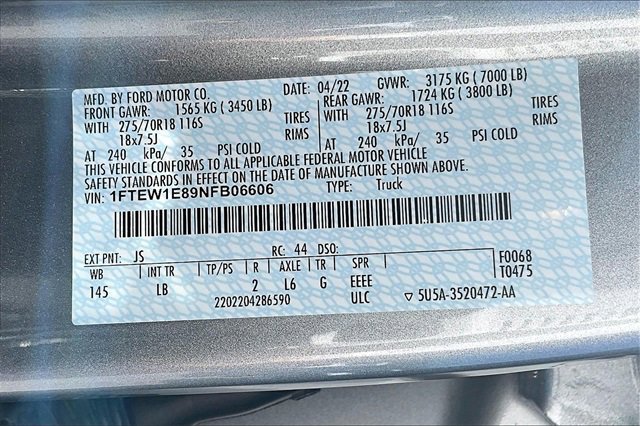 MFD. BY FORD MOTOR CO. DATE: 04/22 GVWR: 3175 KG ( 7000 LB)
FRONT GAWR: 1565 KG ( 3450 LB) REAR GAWR: 1724 KG ( 3800 LB)
WITH 275/70R18 116S TIRES WITH 275/70R18 116S TIRES
18x7.5J RIMS 18x7.5J RIMS
AT 240 kPa/ 35 PSI COLD AT 240 kPa/ 35 PSI COLD
THIS VEHICLE CONFORMS TO ALL APPLICABLE FEDERAL MOTOR VEHICLE
SAFETY STANDARDS IN EFFECT ON THE DATE OF MANUFACTURE SHOWN ABOVE.
VIN: 1FTEW1E89NFB06606 TYPE: Truck
EXT PNT: JS RC: 44 DSO: F0068
WB INT TR TP/PS R AXLE TR SPR T0475
145 LB 2 L6 G EEEE
2202204286590 ULC ▽ 5U5A-3520472-AA